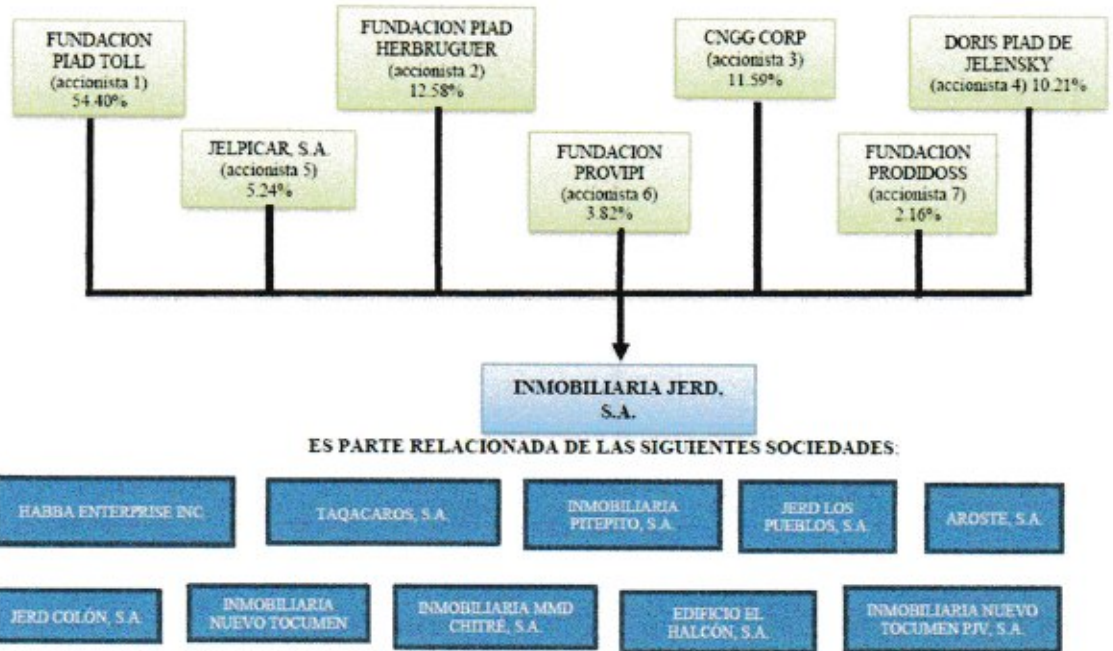 FUNDACION
PIAD TOLL
(accionista 1)
54.40%
FUNDACION PIAD
HERBRUGUER
(accionista 2)
12.58%
CNGG CORP
(accionista 3)
11.59%
DORIS PIAD DE
JELENSKY
(accionista 4) 10.21%
JELPICAR, S.A.
(accionista 5)
5.24%
FUNDACION
PROVIPI
(accionista 6)
3.82%
FUNDACION
PRODIDOSS
(accionista 7)
2.16%
INMOBILIARIA JERD,
S.A.
ES PARTE RELACIONADA DE LAS SIGUIENTES SOCIEDADES:
HABBA ENTERPRISE INC
TAQACAROS, S.A.
INMOBILIARIA
PITEPITO, S.A.
JERD LOS
PUEBLOS, S.A.
AROSTE, S.A.
JERD COLÓN, S.A.
INMOBILIARIA
NUEVO TOCUMEN
INMOBILIARIA MMD
CHITRÉ, S.A.
EDIFICIO EL
HALCÓN, S.A.
INMOBILIARIA NUEVO
TOCUMEN PJV, S.A.